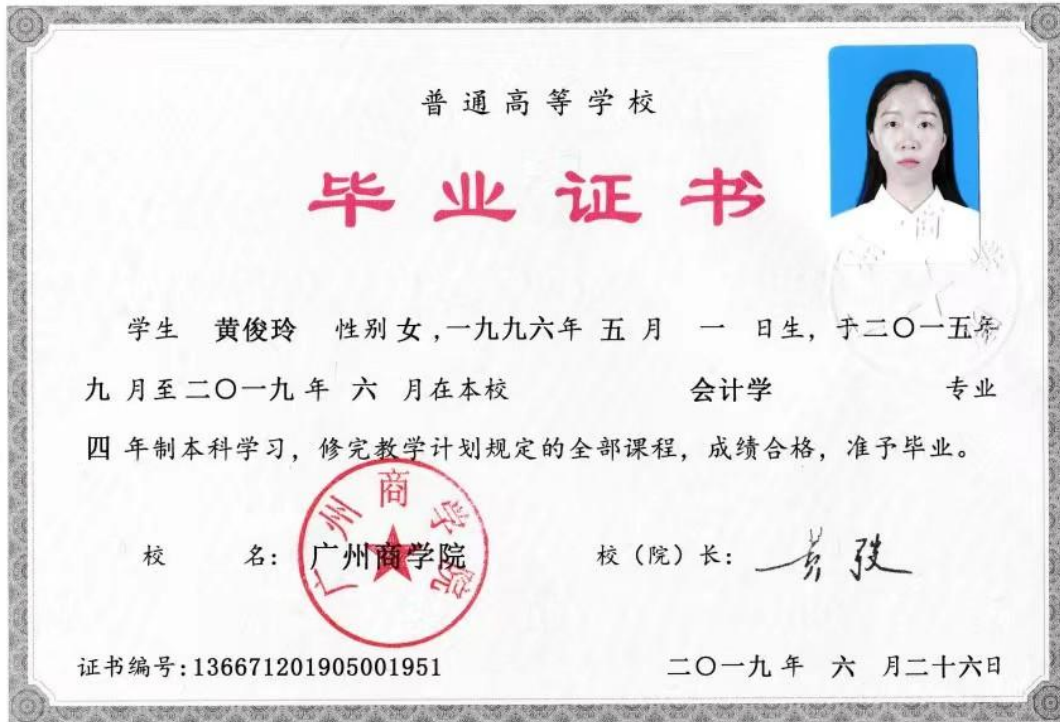 普通高等学校
毕业证书
学生 黄俊玲 性别 女 ,一九九六年 五 月 一 日生，于二〇一五年
九 月至二〇一九 年 六 月在本校 会计学 专业
四 年制本科学习，修完教学计划规定的全部课程，成绩合格，准予毕业。
校 名： 广州商学院 校（院）长：
广州商学院
证书编号:136671201905001951 二〇一九 年 六 月二十六日